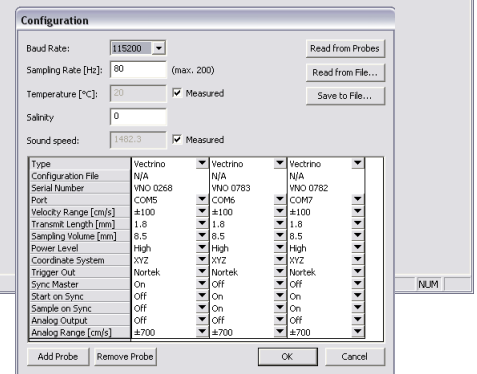 Configuration
Baud Rate: 115200 Read from Probes
Sampling Rate [Hz]: 80 (max. 200) Read from File...
Temperature [°C]: 20 Measured Save to File...
Salinity 0
Sound speed: 1482.3 Measured
Type Vectrino Vectrino Vectrino
Configuration File N/A N/A N/A
Serial Number VNO 0268 VNO 0783 VNO 0782
Port COM5 COM6 COM7
Velocity Range [cm/s] ±100 ±100 ±100
Transmit Length [mm] 1.8 1.8 1.8
Sampling Volume [mm] 8.5 8.5 8.5
Power Level High High High
Coordinate System XYZ XYZ XYZ
Trigger Out Nortek Nortek Nortek
Sync Master On Off Off
Start on Sync Off On On
Sample on Sync Off On On
Analog Output Off Off Off
Analog Range [cm/s] ±700 ±700 ±700
NUM
Add Probe Remove Probe OK Cancel